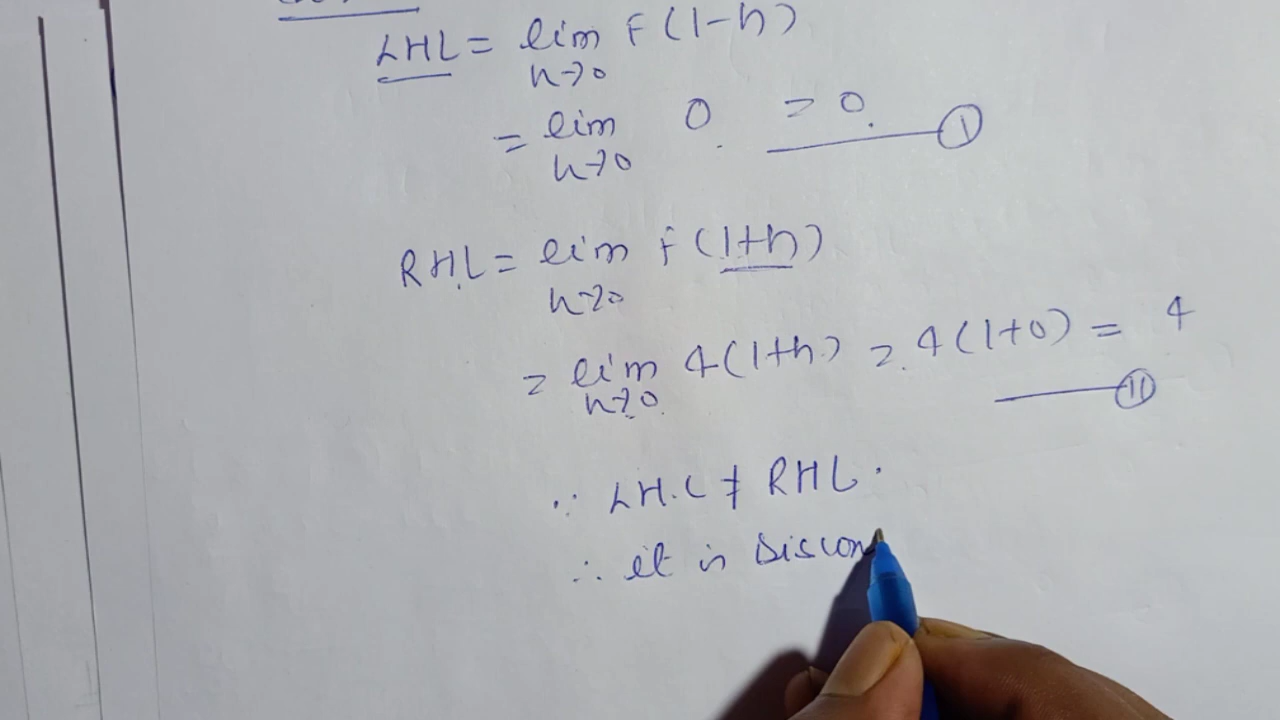 LHL = lim F(1-h)
h→0
= lim 0 = 0. ①
h→0
RHL = lim f(1+h)
h→0
= lim 4(1+h) = 4(1+0) = 4
h→0
⑪
∵ LHL ≠ RHL.
∴ it is Discon